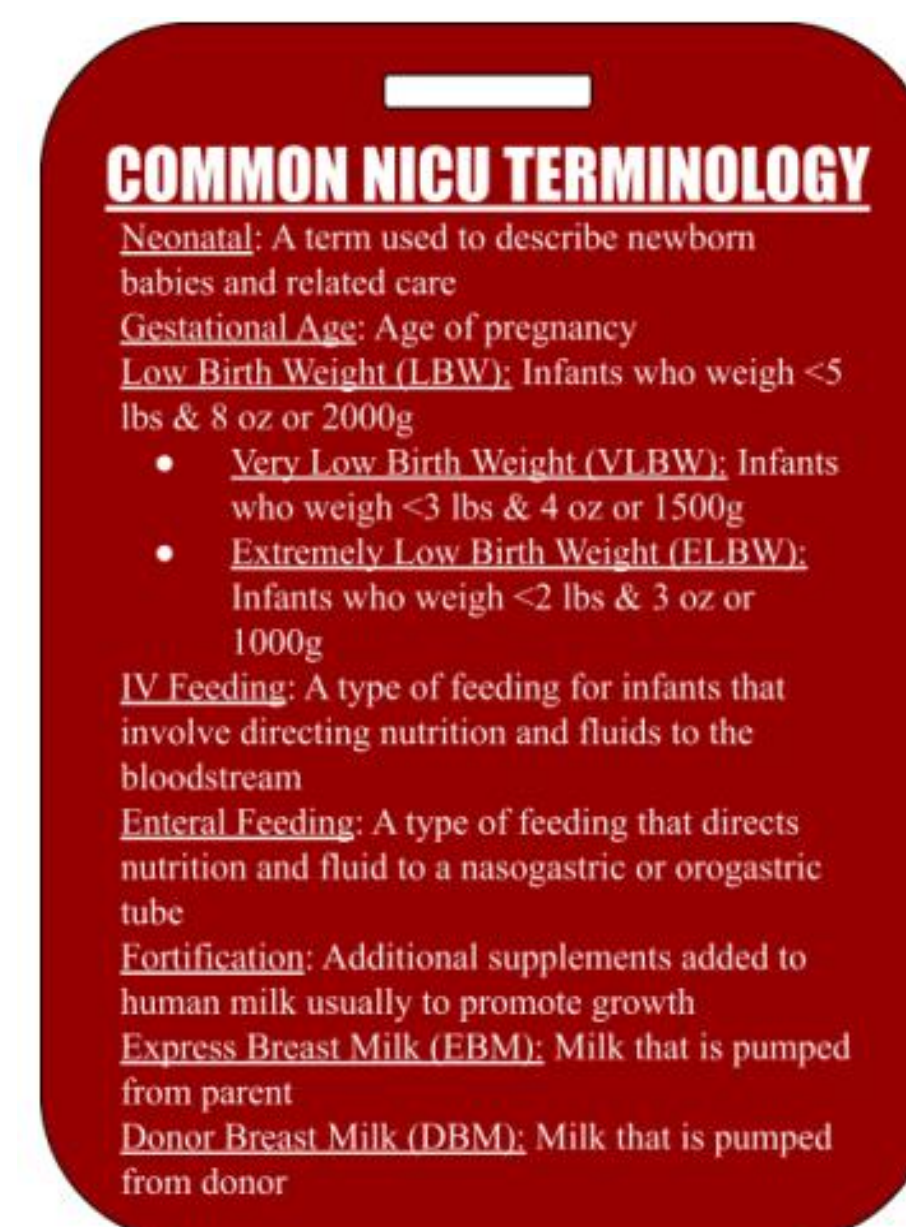 COMMON NICU TERMINOLOGY
Neonatal: A term used to describe newborn
babies and related care
Gestational Age: Age of pregnancy
Low Birth Weight (LBW): Infants who weigh <5
lbs & 8 oz or 2000g
● Very Low Birth Weight (VLBW): Infants
who weigh <3 lbs & 4 oz or 1500g
● Extremely Low Birth Weight (ELBW):
Infants who weigh <2 lbs & 3 oz or
1000g
IV Feeding: A type of feeding for infants that
involve directing nutrition and fluids to the
bloodstream
Enteral Feeding: A type of feeding that directs
nutrition and fluid to a nasogastric or orogastric
tube
Fortification: Additional supplements added to
human milk usually to promote growth
Express Breast Milk (EBM): Milk that is pumped
from parent
Donor Breast Milk (DBM): Milk that is pumped
from donor